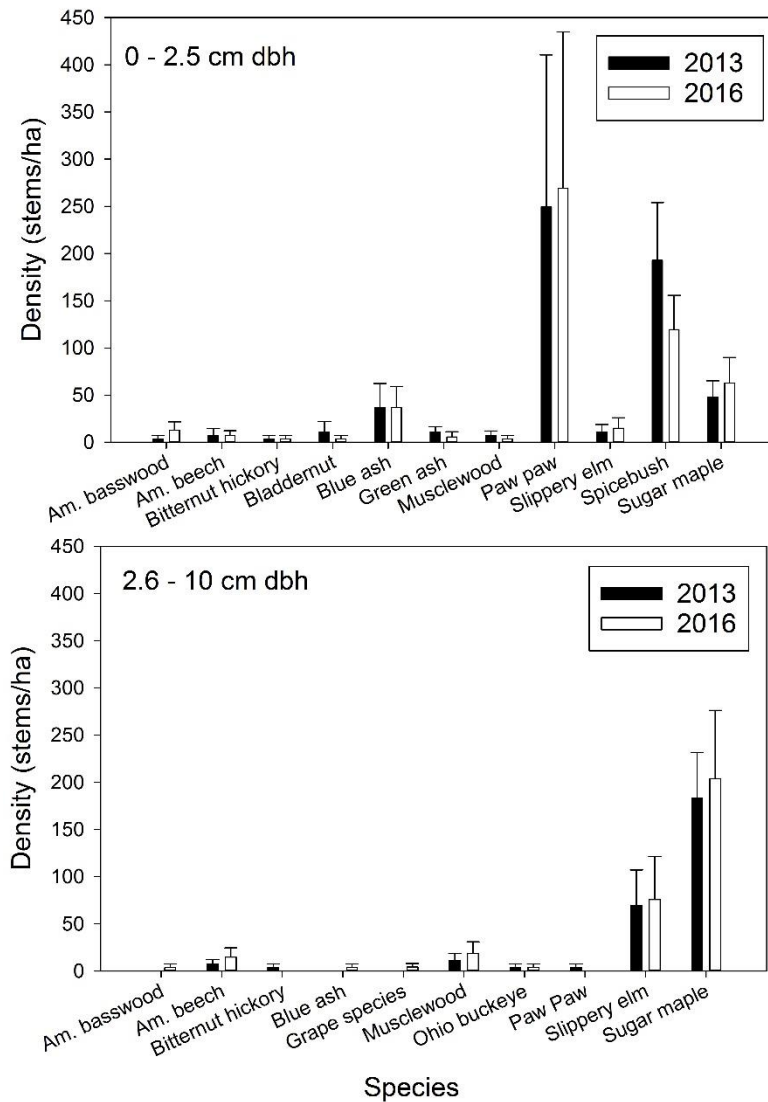 0 - 2.5 cm dbh
2013
2016
Density (stems/ha)
450
400
350
300
250
200
150
100
50
0
Am. basswood
Am. beech
Bitternut hickory
Bladdernut
Blue ash
Green ash
Musclewood
Paw paw
Slippery elm
Spicebush
Sugar maple
2.6 - 10 cm dbh
2013
2016
Density (stems/ha)
450
400
350
300
250
200
150
100
50
0
Am. basswood
Am. beech
Bitternut hickory
Blue ash
Grape species
Musclewood
Ohio buckeye
Paw Paw
Slippery elm
Sugar maple
Species